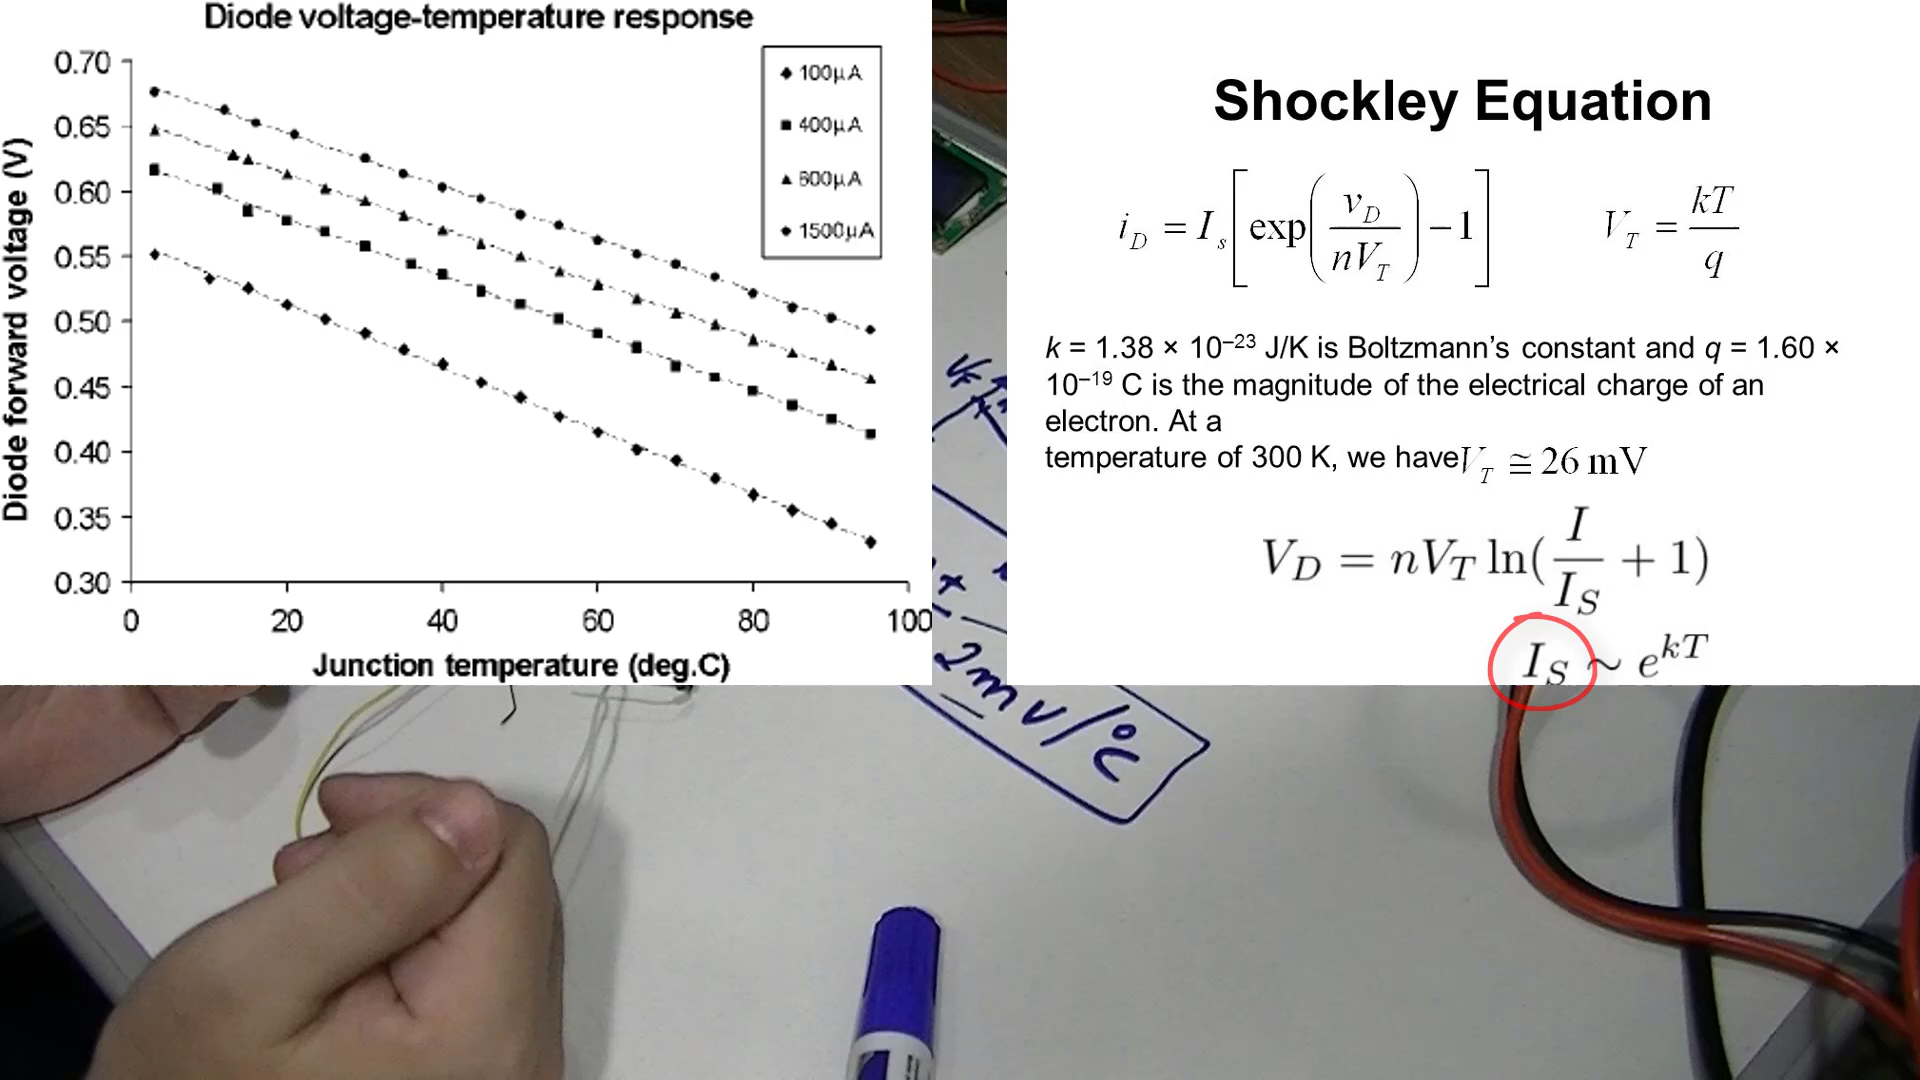 Diode voltage-temperature response
Diode forward voltage (V)
0.70
0.65
0.60
0.55
0.50
0.45
0.40
0.35
0.30
0 20 40 60 80 100
Junction temperature (deg.C)
100μA
400μA
800μA
1500μA
Shockley Equation
i_D = I_s [exp(v_D / nV_T) − 1] V_T = kT / q
k = 1.38 × 10⁻²³ J/K is Boltzmann's constant and q = 1.60 ×
10⁻¹⁹ C is the magnitude of the electrical charge of an
electron. At a
temperature of 300 K, we have V_T ≅ 26 mV
V_D = nV_T ln(I / I_S + 1)
I_S ~ e^{kT}
2mv/°C